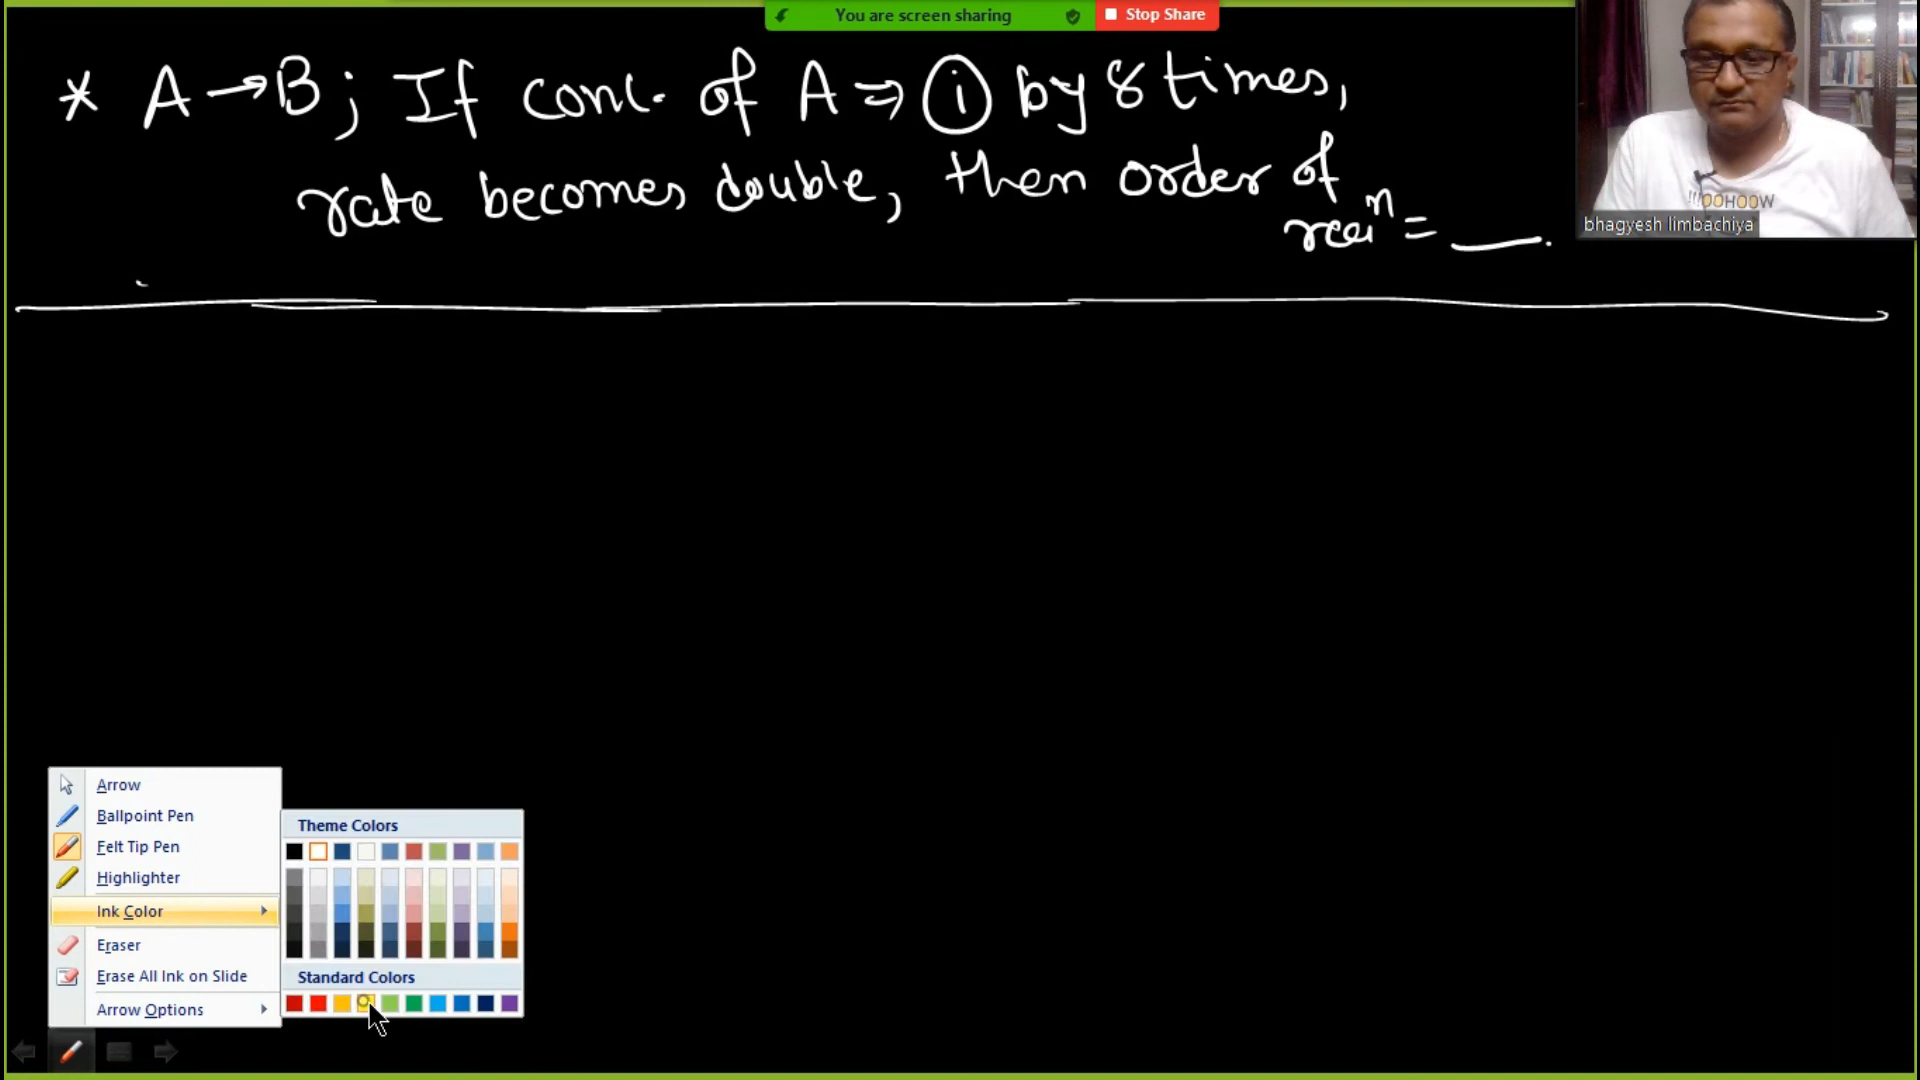 You are screen sharing
Stop Share
* A → B ; If conc. of A ⇒ (i) by 8 times,
rate becomes double, then order of
reaⁿ = ___.
OOHOOW
bhagyesh limbachiya
Arrow
Ballpoint Pen
Felt Tip Pen
Highlighter
Ink Color
Eraser
Erase All Ink on Slide
Arrow Options
Theme Colors
Standard Colors